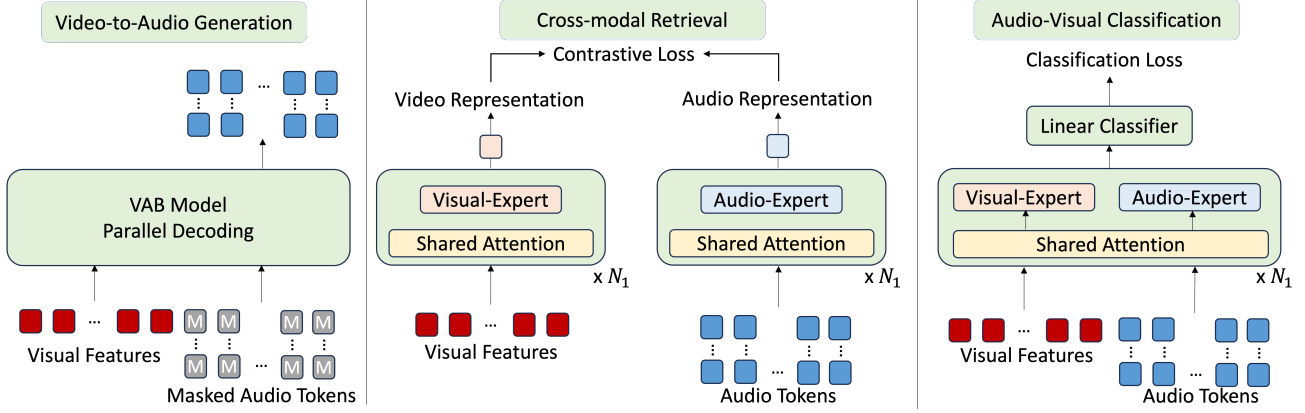 Video-to-Audio Generation
...
VAB Model
Parallel Decoding
...
M M M M
M M ... M M
Visual Features
Masked Audio Tokens
Cross-modal Retrieval
Contrastive Loss
Video Representation
Audio Representation
Visual-Expert
Shared Attention
x N₁
...
Visual Features
Audio-Expert
Shared Attention
x N₁
...
Audio Tokens
Audio-Visual Classification
Classification Loss
Linear Classifier
Visual-Expert
Audio-Expert
Shared Attention
x N₁
...
Visual Features
...
Audio Tokens